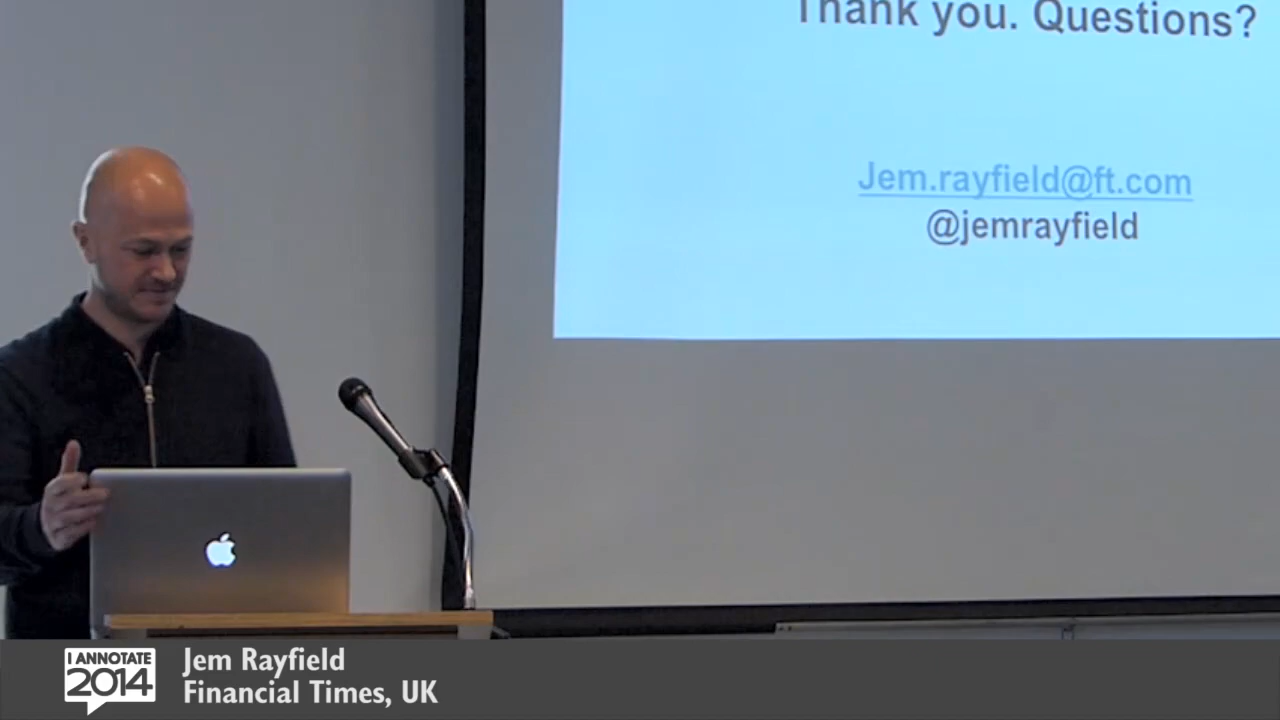 Thank you. Questions?
Jem.rayfield@ft.com
@jemrayfield
I ANNOTATE
2014
Jem Rayfield
Financial Times, UK